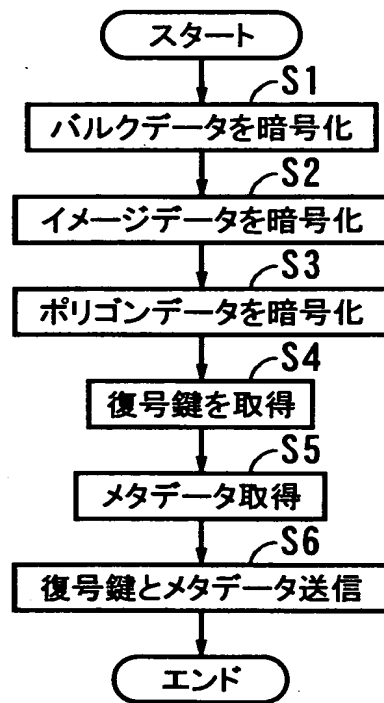 スタート
S1
バルクデータを暗号化
S2
イメージデータを暗号化
S3
ポリゴンデータを暗号化
S4
復号鍵を取得
S5
メタデータ取得
S6
復号鍵とメタデータ送信
エンド